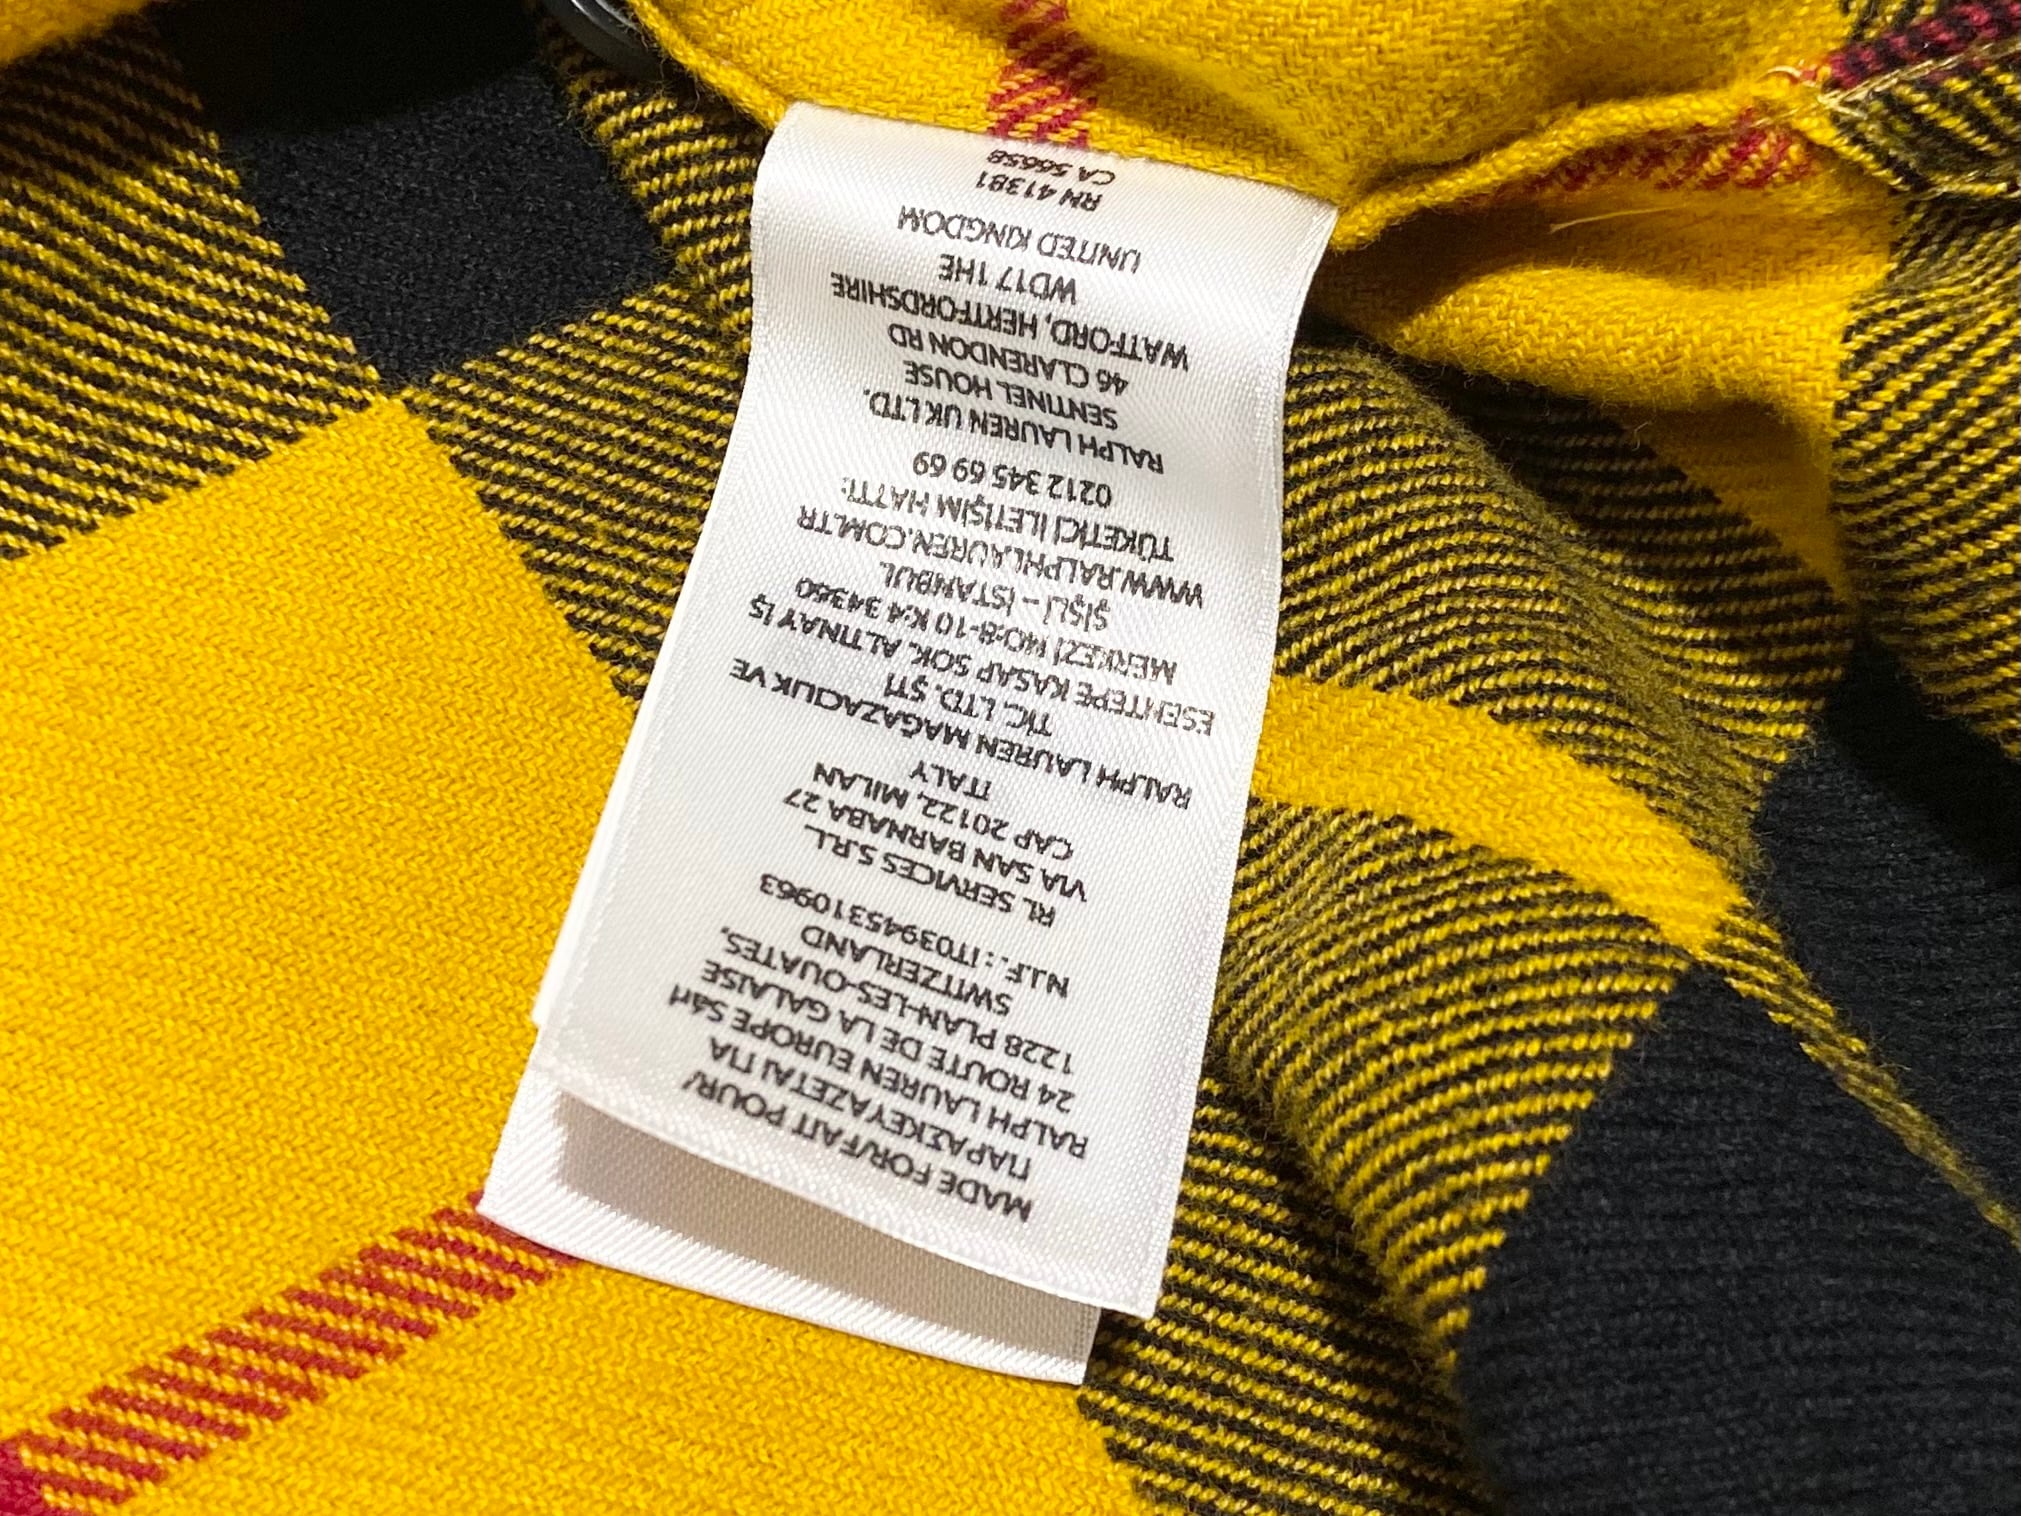 MADE FOR/FAIT POUR/
ΠΑΡΑΣΚΕΥΑΖΕΤΑΙ ΓΙΑ
RALPH LAUREN EUROPE Sárl
24 ROUTE DE LA GALAISE
1228 PLAN-LES-OUATES,
SWITZERLAND
N.I.F. : IT03945310963
RL SERVICES S.R.L.
VIA SAN BARNABA 27
CAP 20122, MILAN
ITALY
RALPH LAUREN MAĞAZACILIK VE
TİC. LTD. ŞTİ
ESENTEPE KASAP SOK. ALTINAY İŞ
MERKEZİ NO:8-10 K:4 34360
ŞİŞLİ – İSTANBUL
WWW.RALPHLAUREN.COM.TR
TÜKETİCİ İLETİŞİM HATTI:
0212 345 69 69
RALPH LAUREN UK LTD.
SENTINEL HOUSE
46 CLARENDON RD
WATFORD, HERTFORDSHIRE
WD17 1HE
UNITED KINGDOM
RN 41381
CA 56658